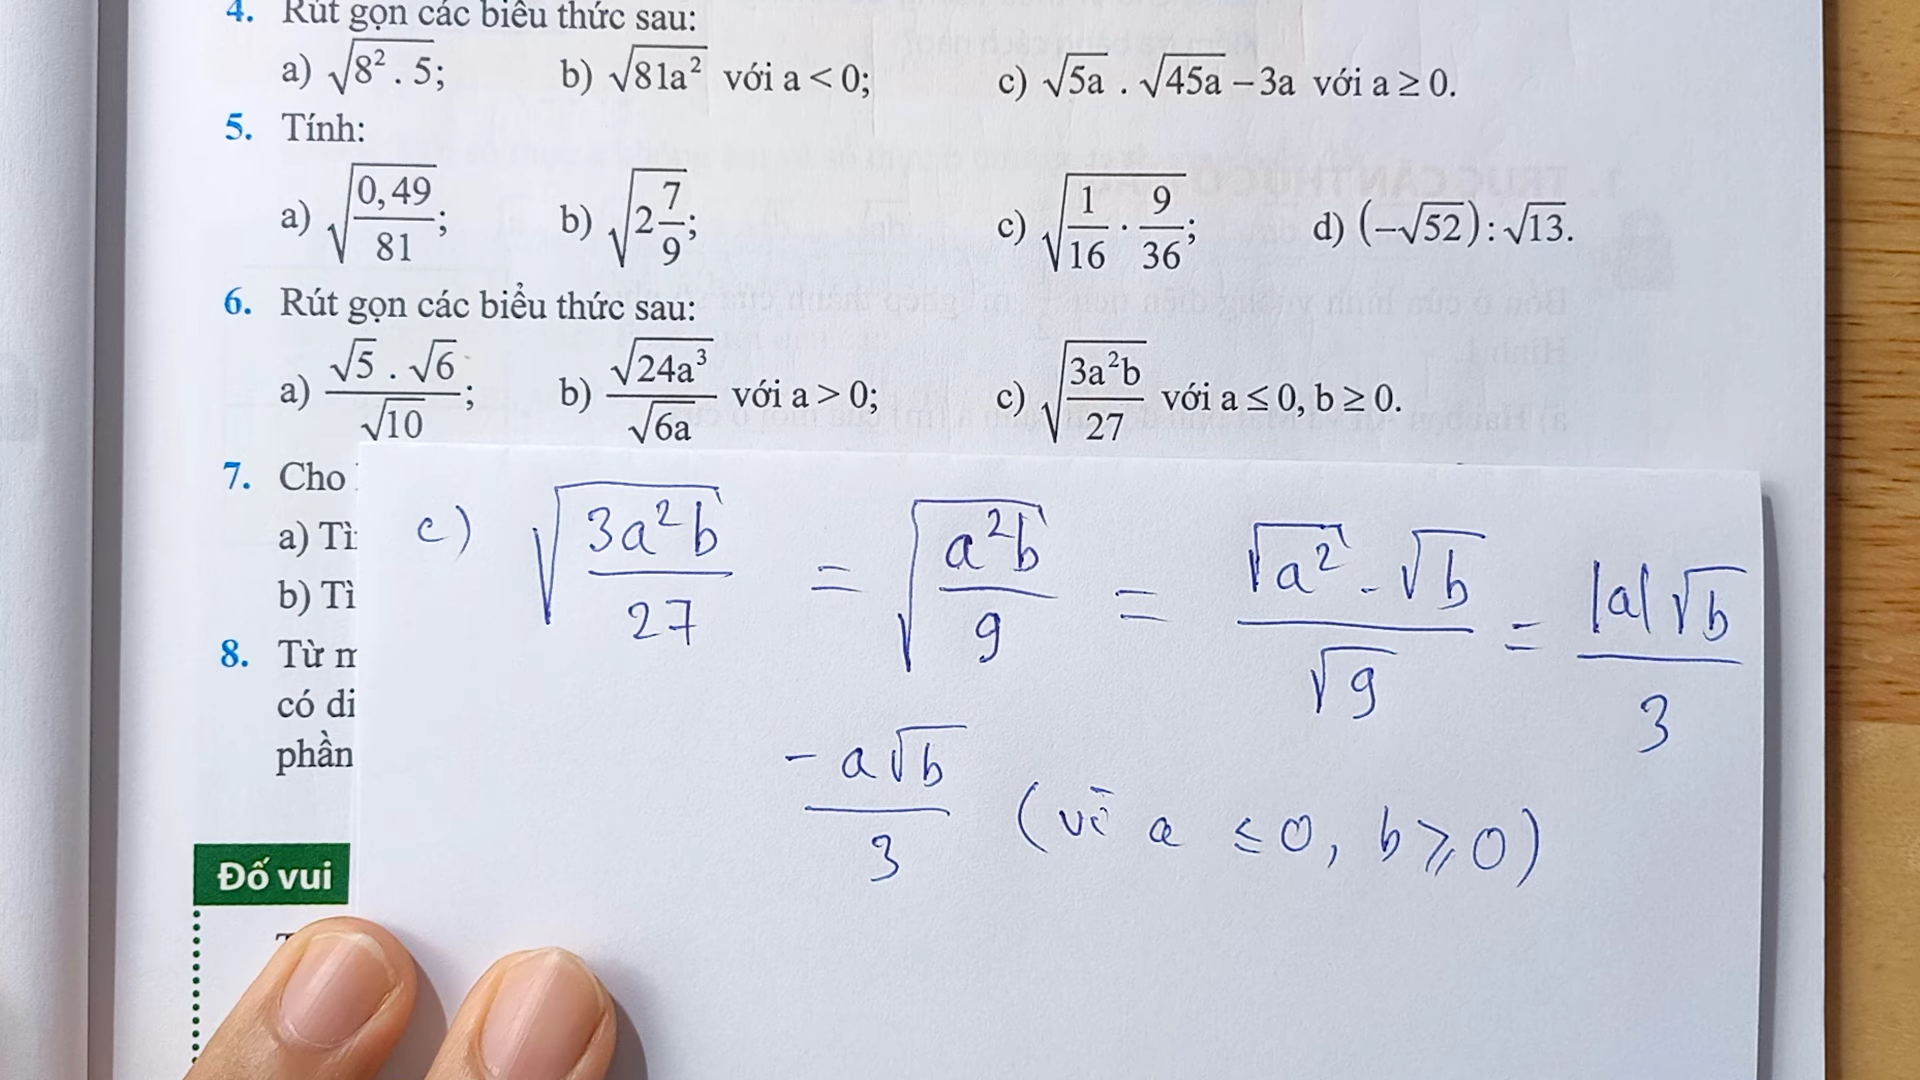 4. Rút gọn các biểu thức sau:
a) √(8² . 5); b) √(81a²) với a < 0; c) √(5a) . √(45a) – 3a với a ≥ 0.
5. Tính:
a) √(0,49/81); b) √(2 7/9); c) √(1/16 · 9/36); d) (–√52) : √13.
6. Rút gọn các biểu thức sau:
a) (√5 . √6)/√10; b) √(24a³)/√(6a) với a > 0; c) √(3a²b/27) với a ≤ 0, b ≥ 0.
7. Cho
a) Tì
b) Tì
8. Từ m
có di
phần
Đố vui
c) √(3a²b/27) = √(a²b/9) = (√(a²) . √b)/√9 = (|a|√b)/3
(-a√b)/3 (vì a ≤ 0, b ≥ 0)